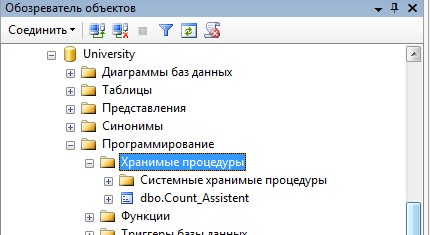 Обозреватель объектов
Соединить
University
Диаграммы баз данных
Таблицы
Представления
Синонимы
Программирование
Хранимые процедуры
Системные хранимые процедуры
dbo.Count_Assistent
Функции
Триггеры базы данных